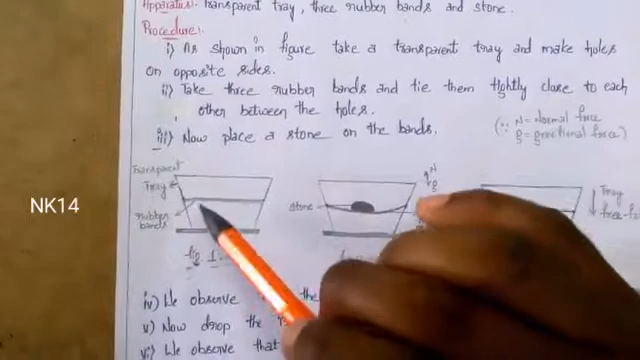 Apparatus: Transparent tray, three rubber bands and stone.
Procedure:
i) As shown in figure take a transparent tray and make holes
on opposite sides.
ii) Take three rubber bands and tie them tightly close to each
other between the holes.
iii) Now place a stone on the bands.
(∵ N = Normal force
Transparent
Tray
Rubber
bands
stone
N
Tray
free-fa
NK14
fig
iv) We observe the
v) Now drop the
vi) We observe that